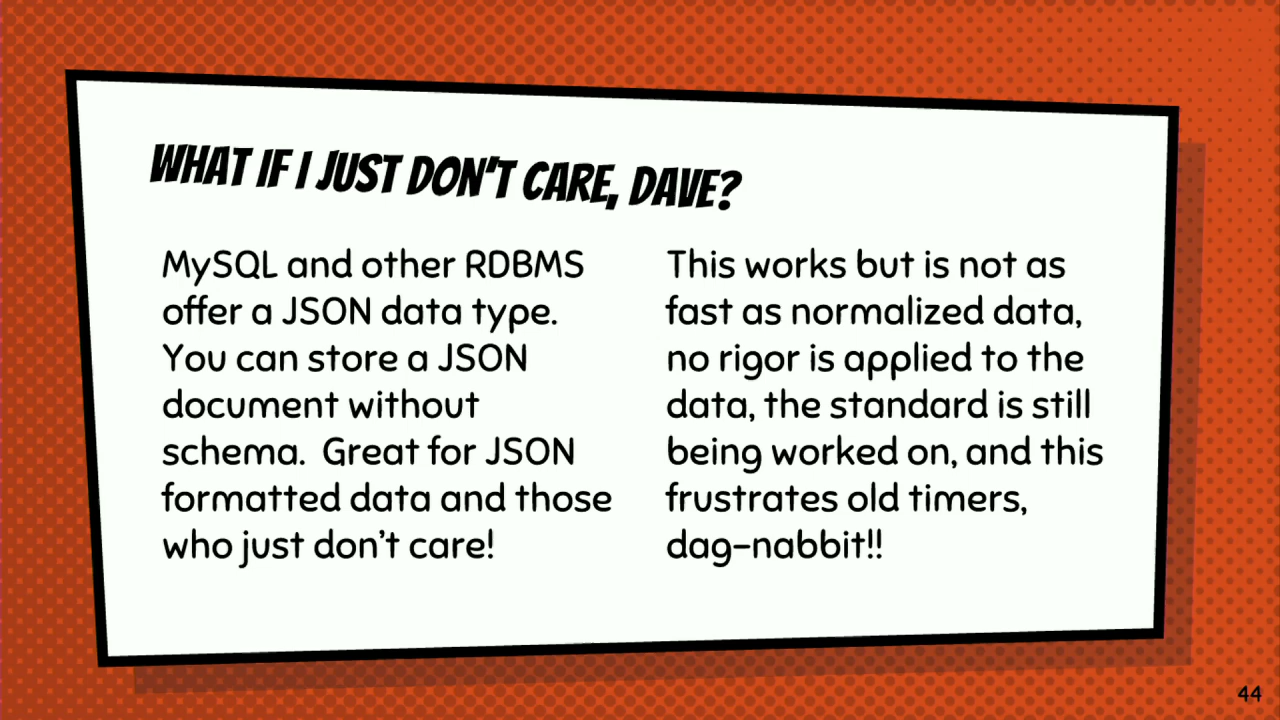 WHAT IF I JUST DON'T CARE, DAVE?
MySQL and other RDBMS
offer a JSON data type.
You can store a JSON
document without
schema.  Great for JSON
formatted data and those
who just don't care!
This works but is not as
fast as normalized data,
no rigor is applied to the
data, the standard is still
being worked on, and this
frustrates old timers,
dag-nabbit!!
44